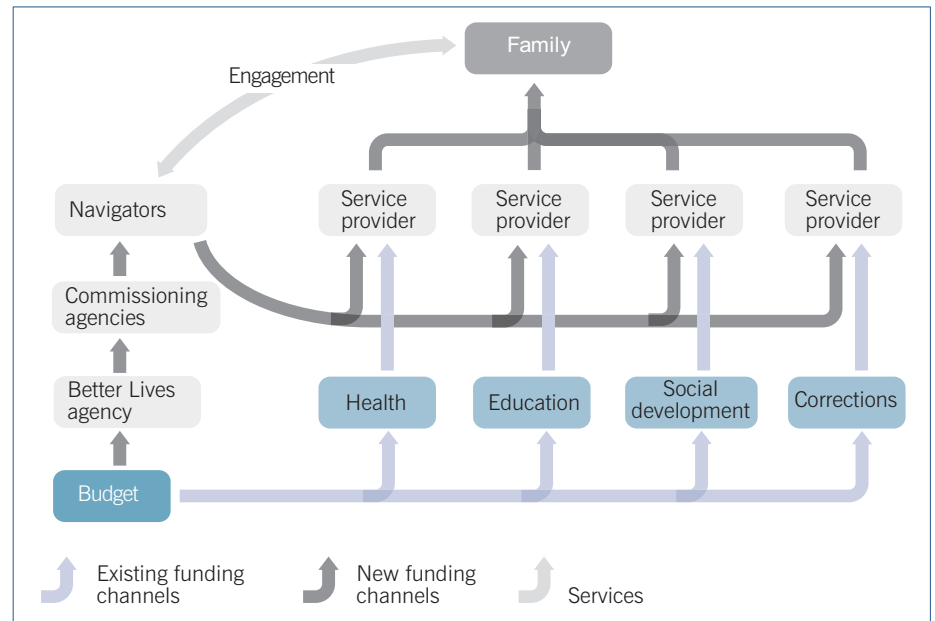 Family
Engagement
Navigators
Service
provider
Service
provider
Service
provider
Service
provider
Commissioning
agencies
Better Lives
agency
Health
Education
Social
development
Corrections
Budget
Existing funding
channels
New funding
channels
Services